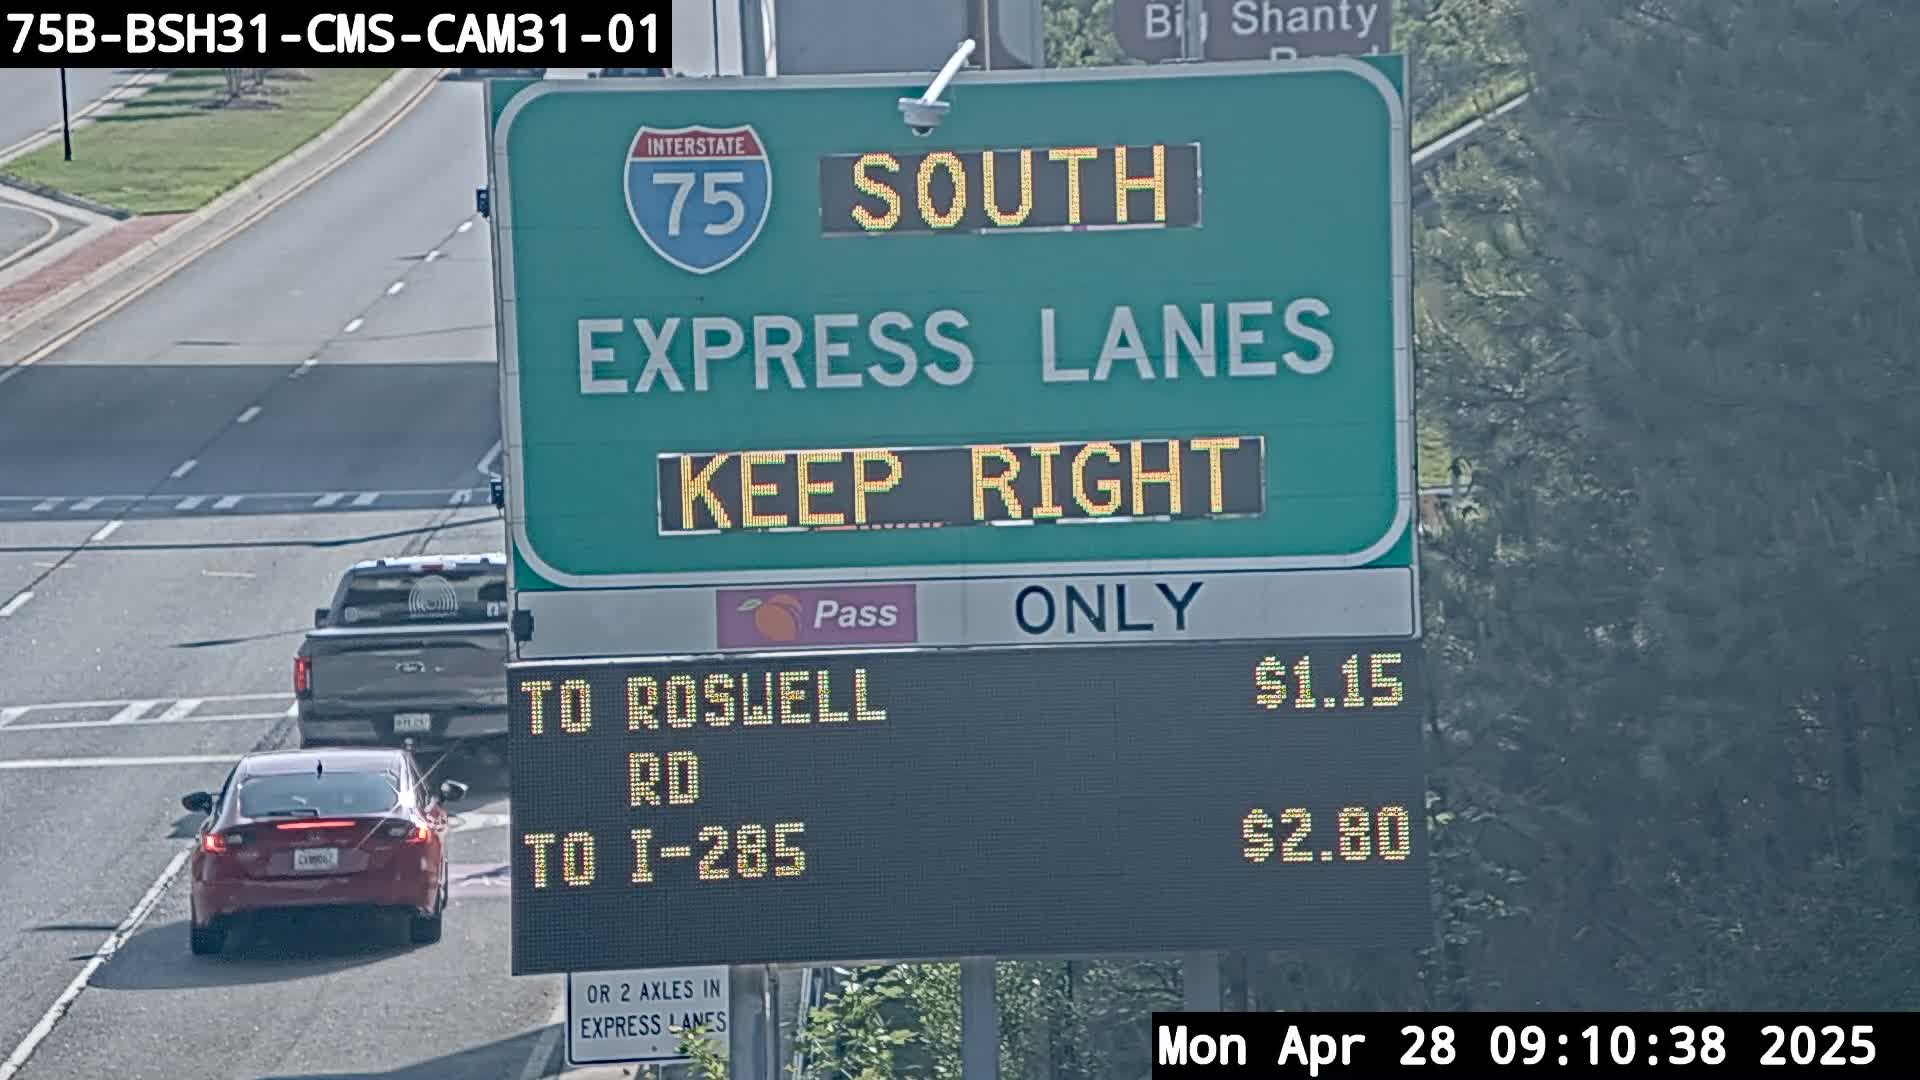 75B-BSH31-CMS-CAM31-01
Big Shanty
Road
INTERSTATE
75
SOUTH
EXPRESS LANES
KEEP RIGHT
Pass
ONLY
TO ROSWELL $1.15
RD
TO I-285 $2.80
OR 2 AXLES IN
EXPRESS LANES
Mon Apr 28 09:10:38 2025